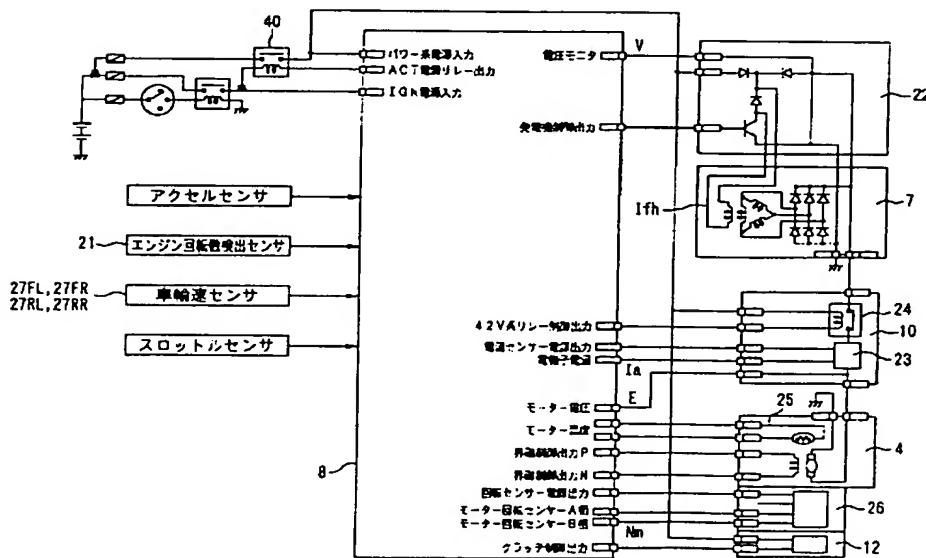 40
パワー系電源入力
ACT電源リレー出力
IGN電源入力
電圧モニタ
V
22
発電機制御出力
Ifh
7
アクセルセンサ
21
エンジン回転数検出センサ
27FL,27FR
27RL,27RR
車輪速センサ
スロットルセンサ
42V系リレー制御出力
電流センサー電源出力
電機子電流
Ia
E
24
10
23
モーター電圧
モーター温度
25
界磁制御出力P
界磁制御出力N
4
8
回転センサー電源出力
モーター回転センサーA相
モーター回転センサーB相
Nm
クラッチ制御出力
26
12